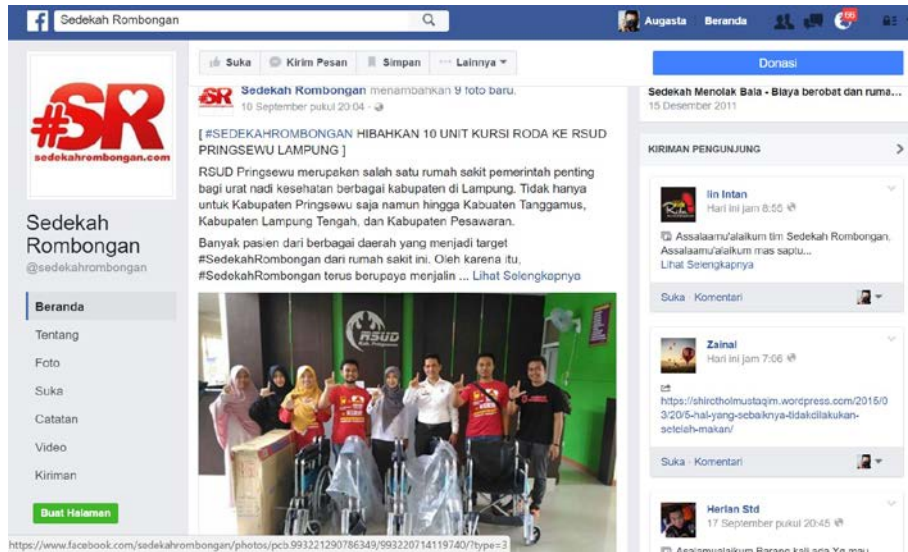 Sedekah Rombongan
Augasta
Beranda
66
Suka
Kirim Pesan
Simpan
Lainnya
Donasi
#SR
sedekahrombongan.com
Sedekah
Rombongan
@sedekahrombongan
Beranda
Tentang
Foto
Suka
Catatan
Video
Kiriman
Buat Halaman
#SR
Sedekah Rombongan menambahkan 9 foto baru.
10 September pukul 20:04
[ #SEDEKAHROMBONGAN HIBAHKAN 10 UNIT KURSI RODA KE RSUD
PRINGSEWU LAMPUNG ]
RSUD Pringsewu merupakan salah satu rumah sakit pemerintah penting
bagi urat nadi kesehatan berbagai kabupaten di Lampung. Tidak hanya
untuk Kabupaten Pringsewu saja namun hingga Kabuaten Tanggamus,
Kabupaten Lampung Tengah, dan Kabupaten Pesawaran.
Banyak pasien dari berbagai daerah yang menjadi target
#SedekahRombongan dari rumah sakit ini. Oleh karena itu,
#SedekahRombongan terus berupaya menjalin ... Lihat Selengkapnya
RSUD
Sedekah Menolak Bala - Biaya berobat dan ruma...
15 Desember 2011
KIRIMAN PENGUNJUNG
Iin Intan
Hari ini jam 8:55
Assalaamu'alaikum tim Sedekah Rombongan,
Assalaamu'alaikum mas saptu...
Lihat Selengkapnya
Suka · Komentari
Zainal
Hari ini jam 7:06
https://shirotholmustaqim.wordpress.com/2015/0
3/20/5-hal-yang-sebaiknya-tidakdilakukan-
setelah-makan/
Suka · Komentari
Herlan Std
17 September pukul 20:45
https://www.facebook.com/sedekahrombongan/photos/pcb.993221290786349/993220714119740/?type=3